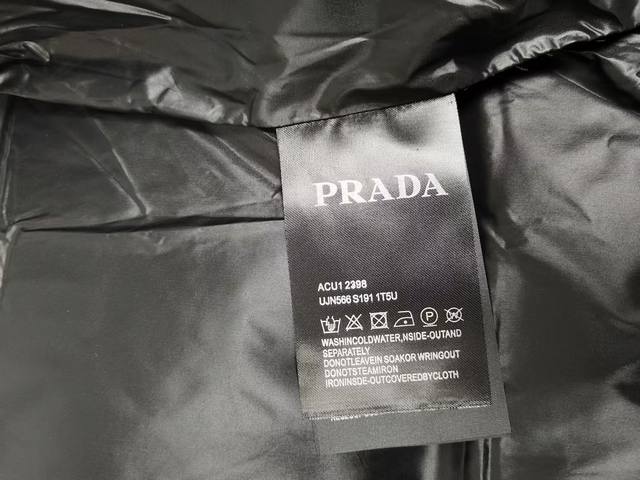 PRADA
ACU1 2398
UJN566 S191 1T5U
WASHINCOLDWATER,NSIDE-OUTAND
SEPARATELY
DONOTLEAVEIN SOAKOR WRINGOUT
DONOTSTEAMIRON
IRONINSDE-OUTCOVEREDBYCLOTH